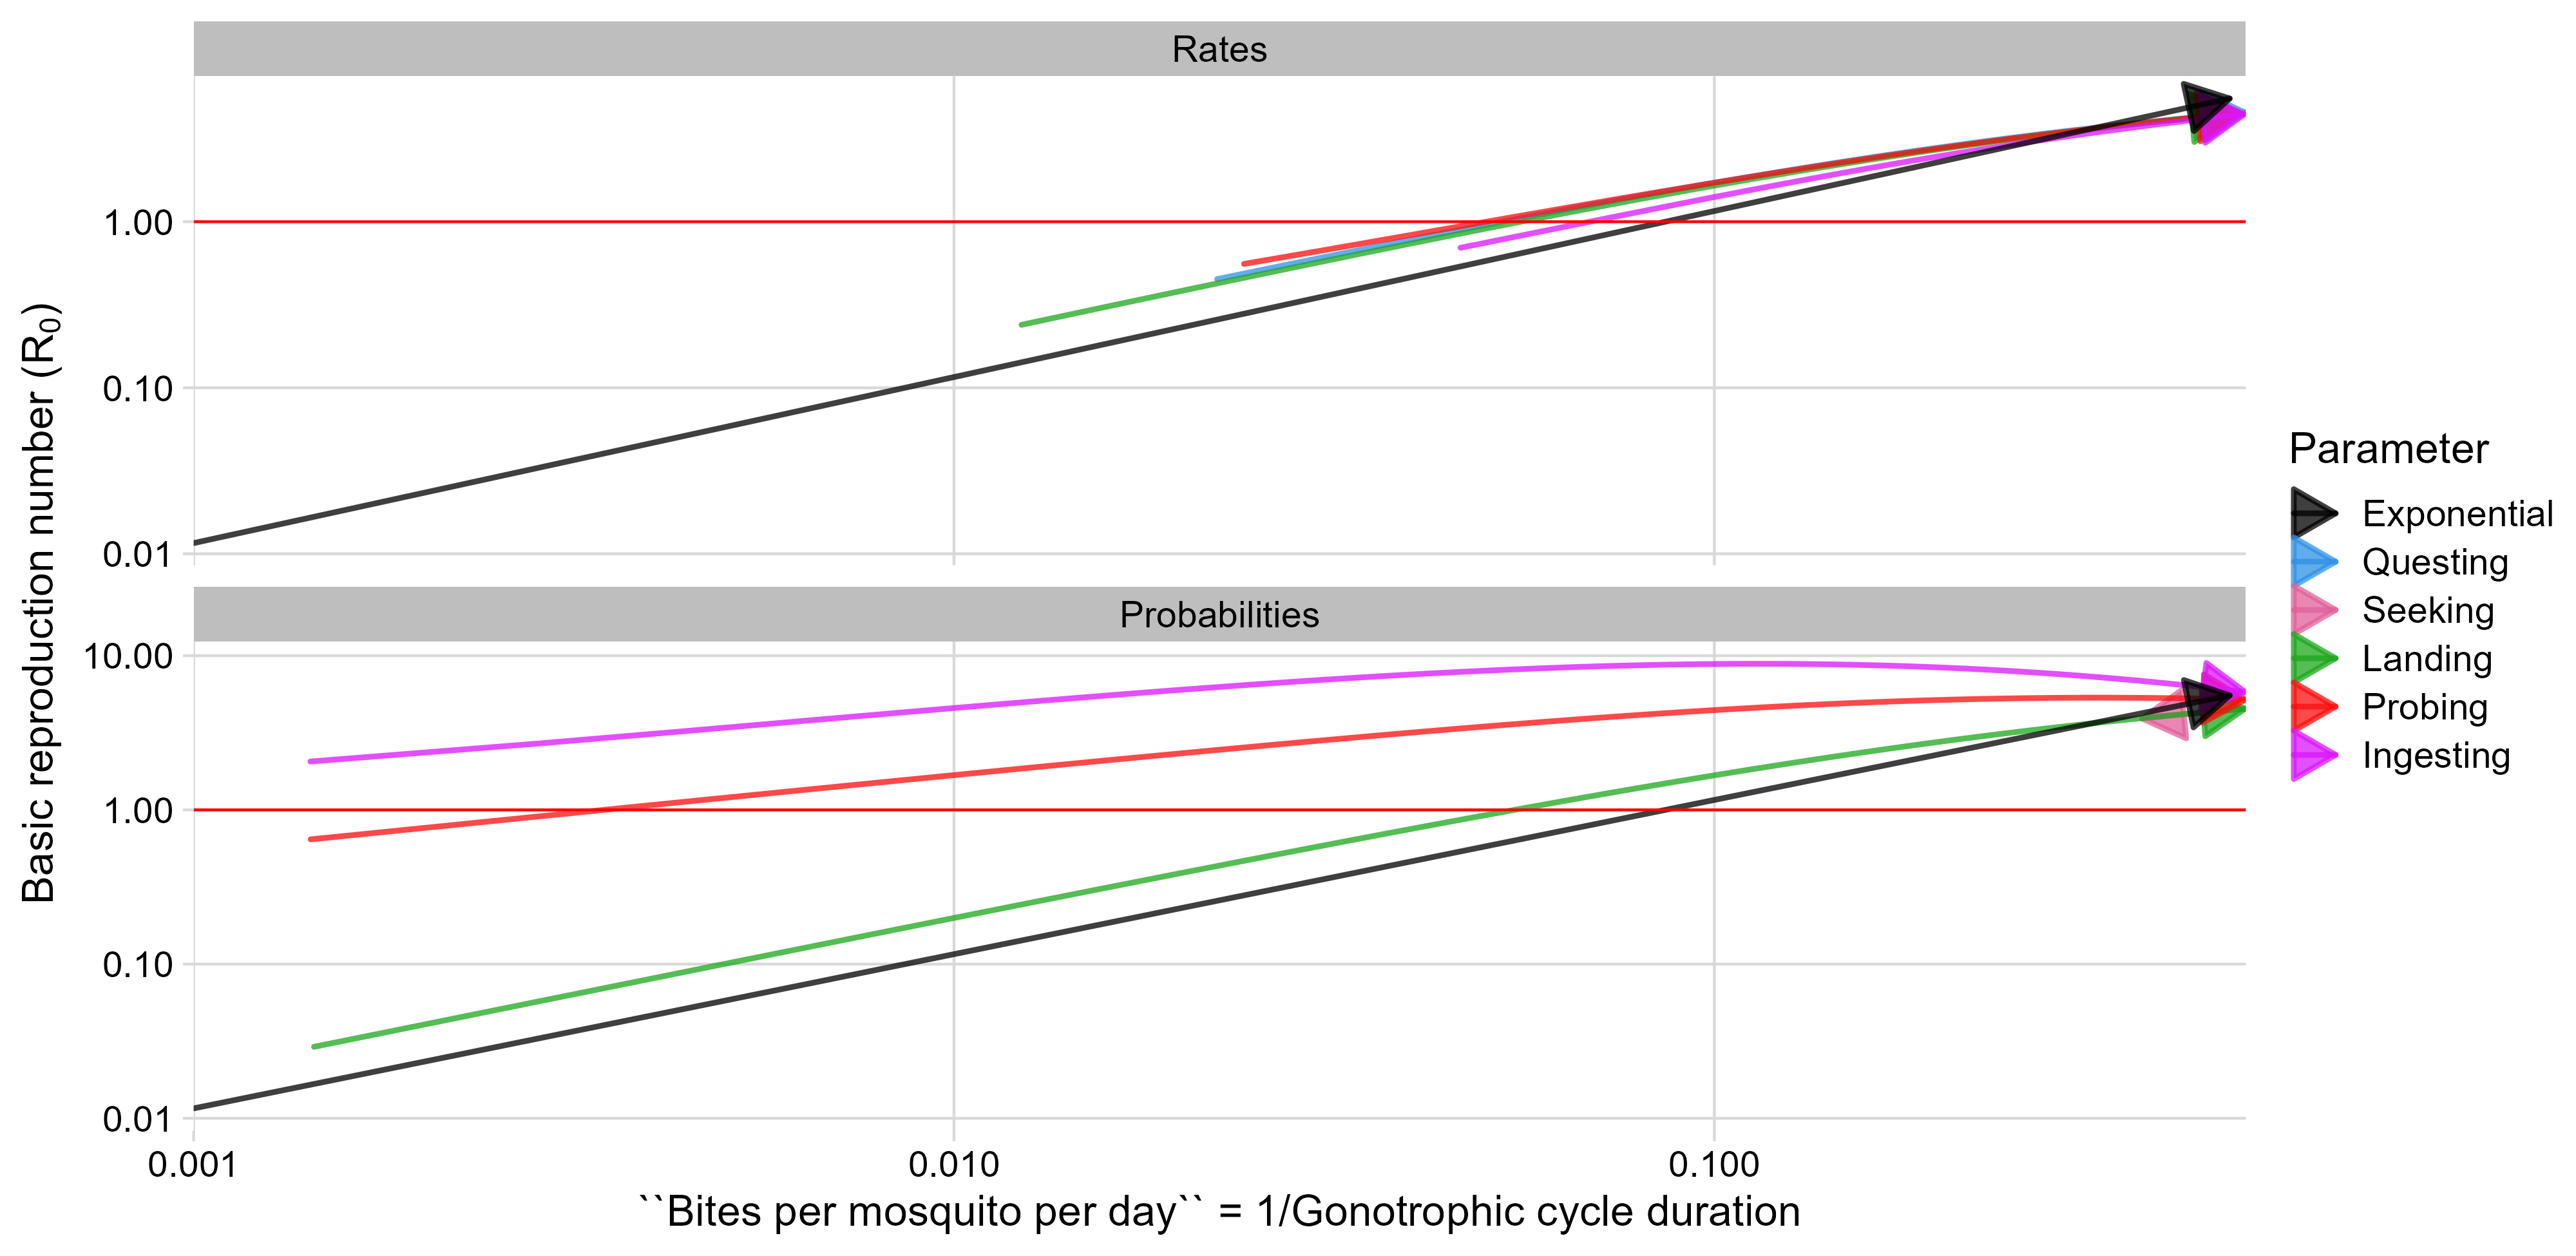 Rates
1.00
0.10
0.01
Probabilities
10.00
1.00
0.10
0.01
0.001
0.010
0.100
``Bites per mosquito per day`` = 1/Gonotrophic cycle duration
Basic reproduction number (R₀)
Parameter
Exponential
Questing
Seeking
Landing
Probing
Ingesting